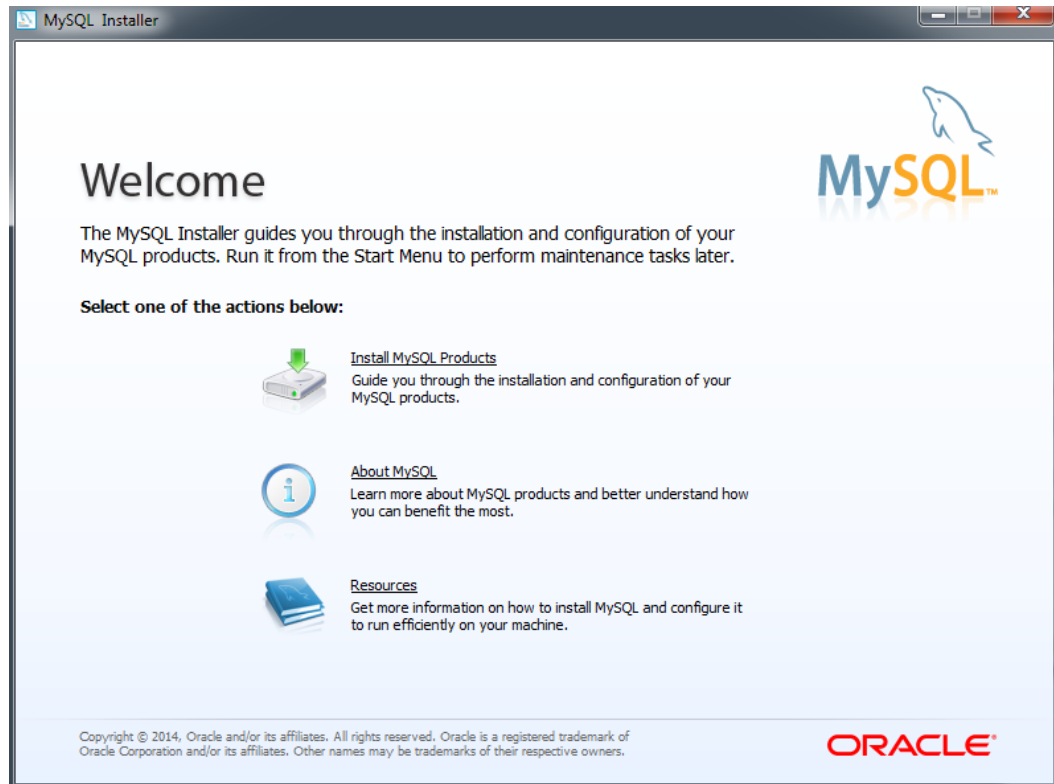 MySQL Installer
MySQL™
Welcome
The MySQL Installer guides you through the installation and configuration of your
MySQL products. Run it from the Start Menu to perform maintenance tasks later.
Select one of the actions below:
Install MySQL Products
Guide you through the installation and configuration of your
MySQL products.
About MySQL
Learn more about MySQL products and better understand how
you can benefit the most.
Resources
Get more information on how to install MySQL and configure it
to run efficiently on your machine.
Copyright © 2014, Oracle and/or its affiliates. All rights reserved. Oracle is a registered trademark of
Oracle Corporation and/or its affiliates. Other names may be trademarks of their respective owners.
ORACLE®